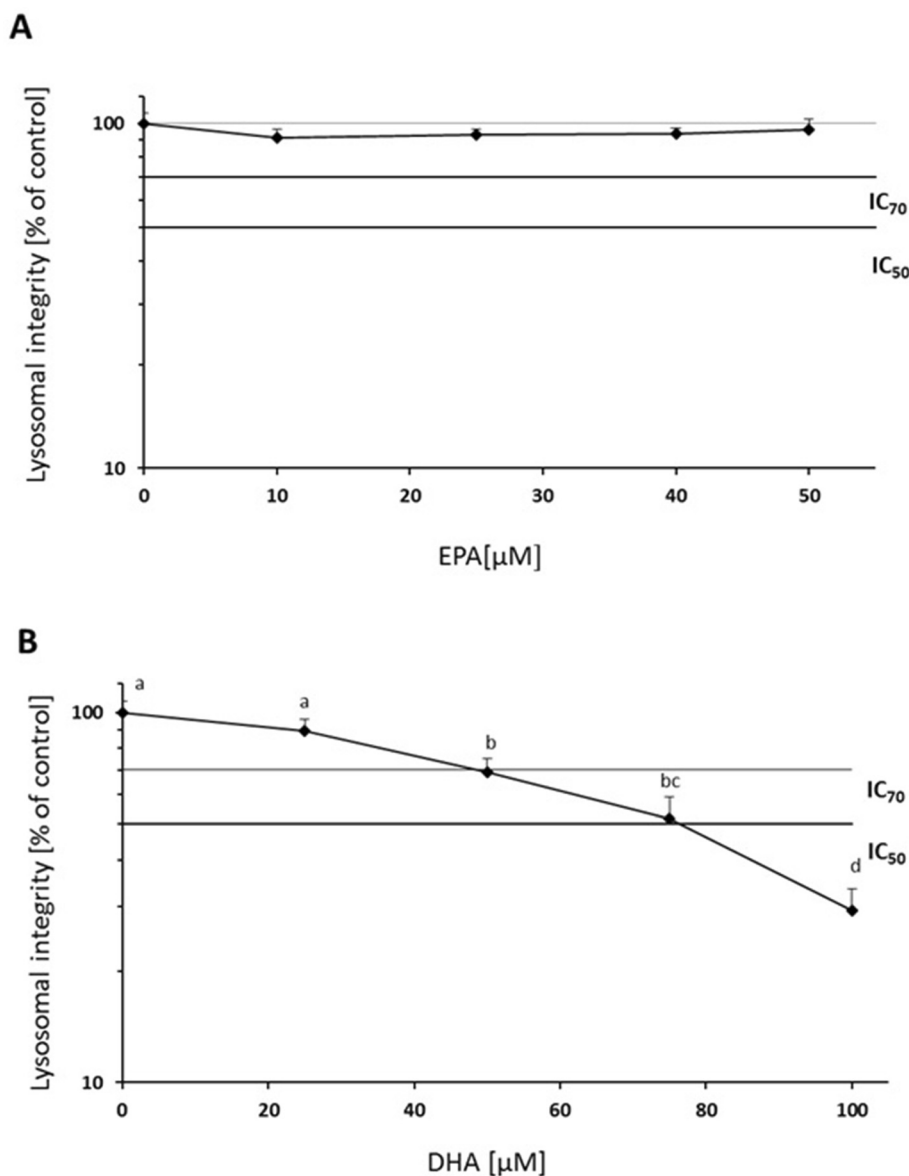 A
Lysosomal integrity [% of control]
100
10
IC₇₀
IC₅₀
0 10 20 30 40 50
EPA[µM]
B
Lysosomal integrity [% of control]
100
10
a
a
b
bc
d
IC₇₀
IC₅₀
0 20 40 60 80 100
DHA [µM]